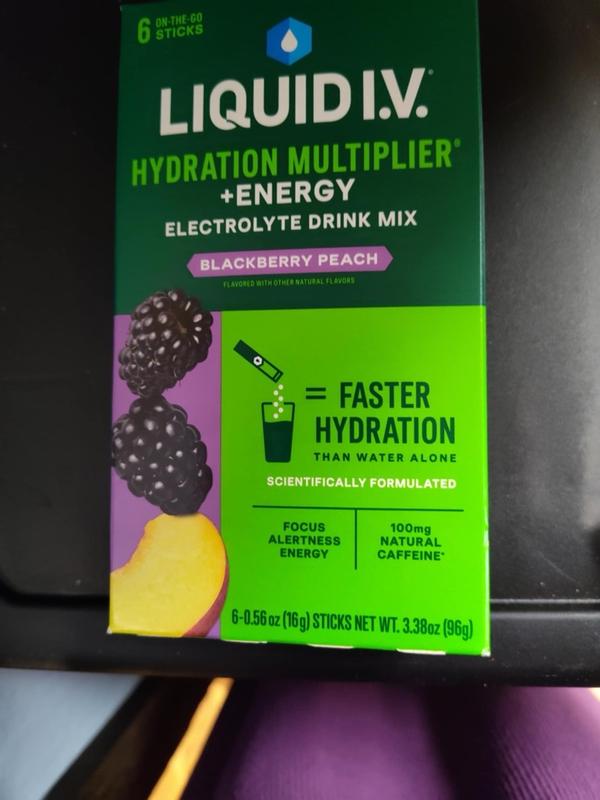 6 ON-THE-GO
STICKS
LIQUID I.V.®
HYDRATION MULTIPLIER®
+ENERGY
ELECTROLYTE DRINK MIX
BLACKBERRY PEACH
FLAVORED WITH OTHER NATURAL FLAVORS
= FASTER
HYDRATION
THAN WATER ALONE
SCIENTIFICALLY FORMULATED
FOCUS
ALERTNESS
ENERGY
100mg
NATURAL
CAFFEINE*
6-0.56 oz (16g) STICKS NET WT. 3.38oz (96g)